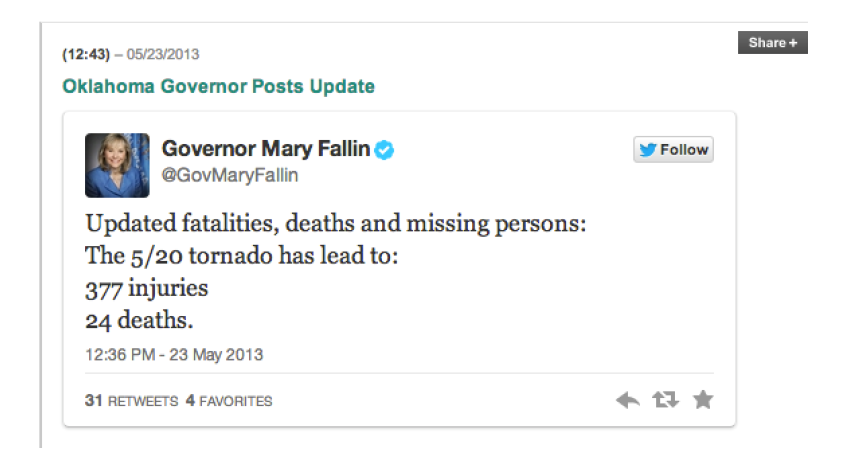 Share +
(12:43) – 05/23/2013
Oklahoma Governor Posts Update
Governor Mary Fallin
Follow
@GovMaryFallin
Updated fatalities, deaths and missing persons:
The 5/20 tornado has lead to:
377 injuries
24 deaths.
12:36 PM - 23 May 2013
31 RETWEETS 4 FAVORITES